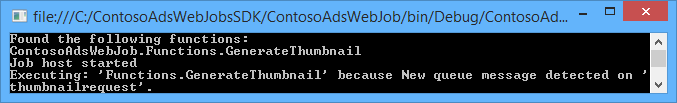 file:///C:/ContosoAdsWebJobsSDK/ContosoAdsWebJob/bin/Debug/ContosoAd...
Found the following functions:
ContosoAdsWebJob.Functions.GenerateThumbnail
Job host started
Executing: 'Functions.GenerateThumbnail' because New queue message detected on '
thumbnailrequest'.